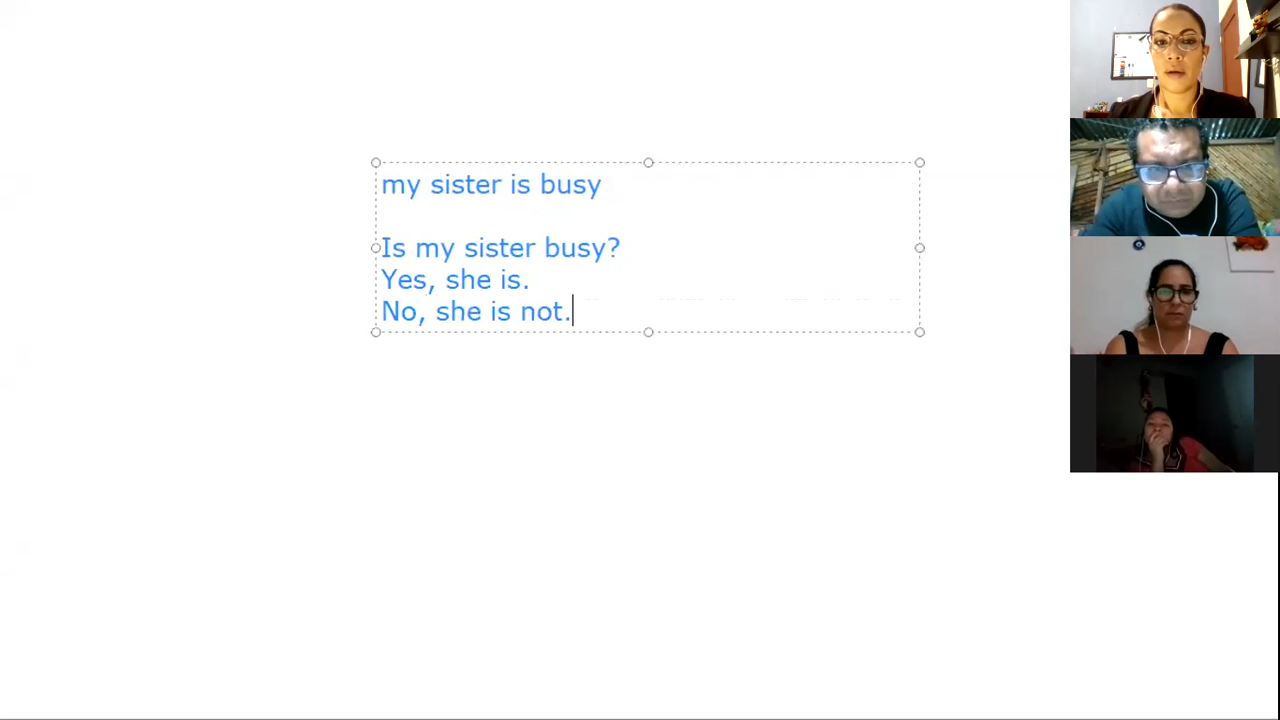 my sister is busy
Is my sister busy?
Yes, she is.
No, she is not.